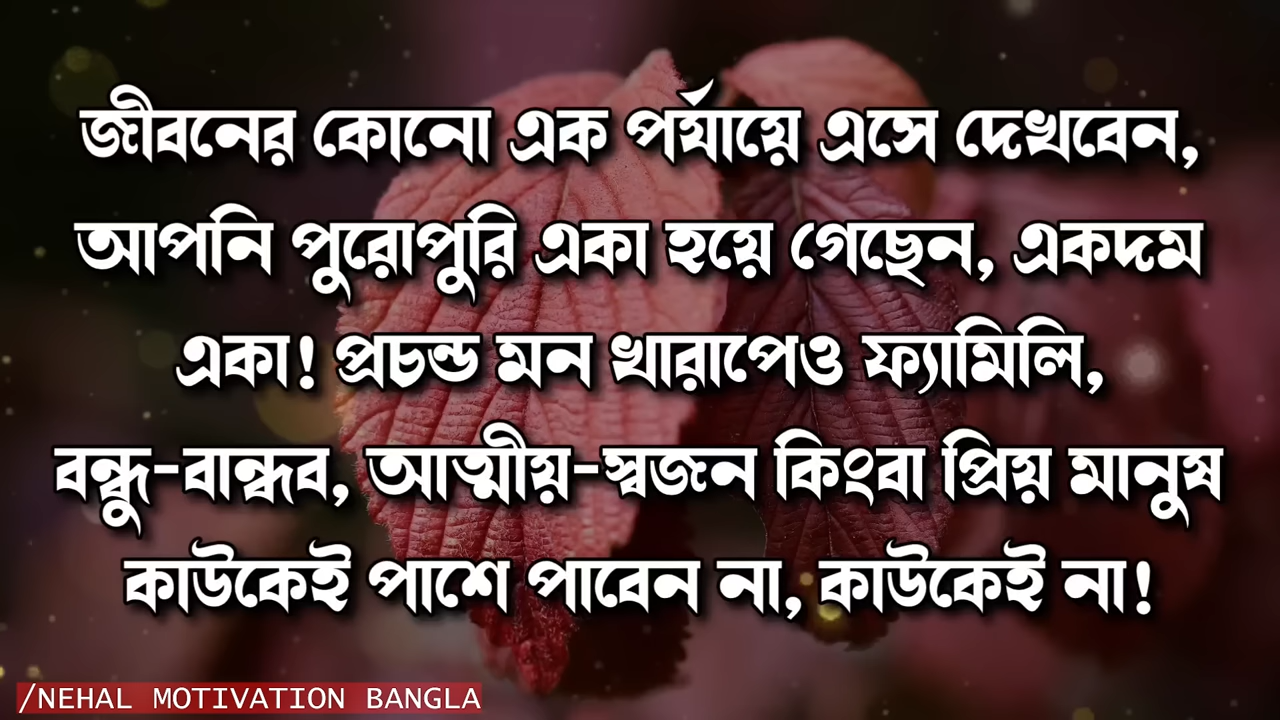 জীবনের কোনো এক পর্যায়ে এসে দেখবেন,
আপনি পুরোপুরি একা হয়ে গেছেন, একদম
একা! প্রচন্ড মন খারাপেও ফ্যামিলি,
বন্ধু-বান্ধব, আত্মীয়-স্বজন কিংবা প্রিয় মানুষ
কাউকেই পাশে পাবেন না, কাউকেই না!
/NEHAL MOTIVATION BANGLA